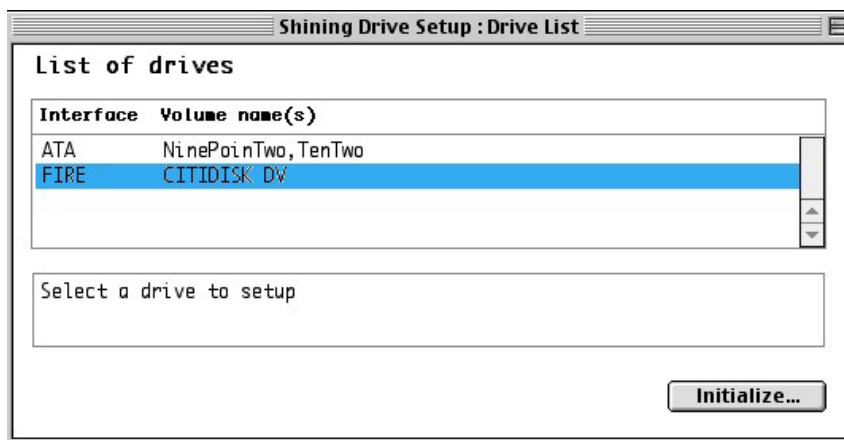 Shining Drive Setup : Drive List
List of drives
Interface Volume name(s)
ATA NinePoinTwo,TenTwo
FIRE CITIDISK DV
Select a drive to setup
Initialize...